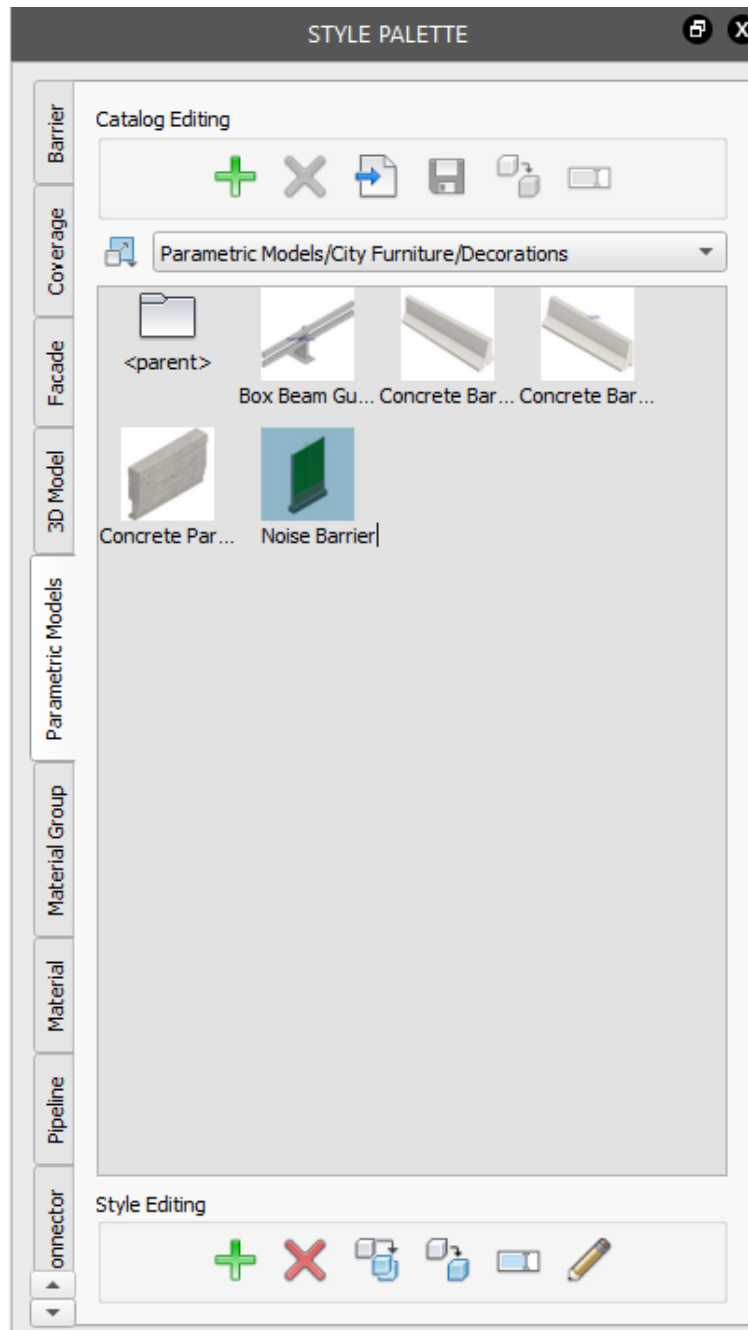 STYLE PALETTE
Barrier
Coverage
Facade
3D Model
Parametric Models
Material Group
Material
Pipeline
onnector
Catalog Editing
Parametric Models/City Furniture/Decorations
<parent>
Box Beam Gu...
Concrete Bar...
Concrete Bar...
Concrete Par...
Noise Barrier
Style Editing